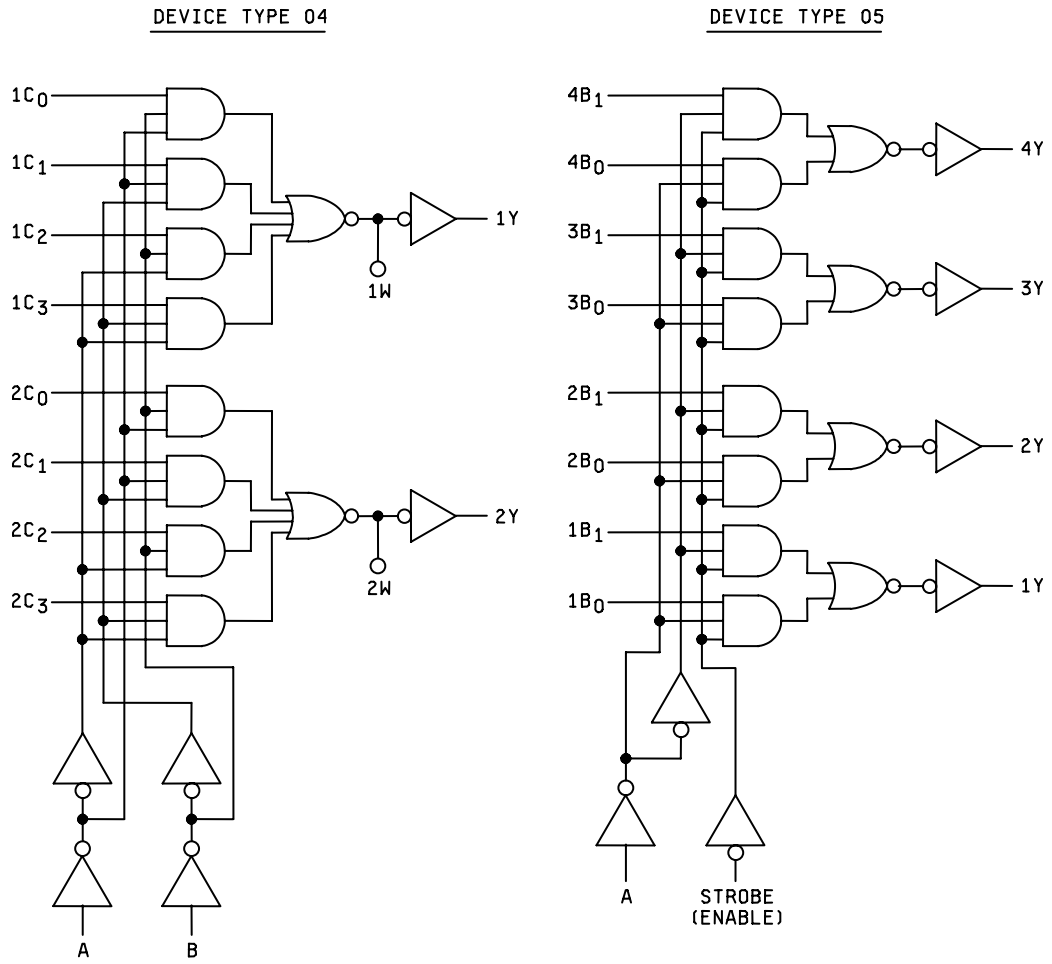 DEVICE TYPE 04
1C0
1C1
1C2
1C3
2C0
2C1
2C2
2C3
1Y
1W
2Y
2W
A
B
DEVICE TYPE 05
4B1
4B0
3B1
3B0
2B1
2B0
1B1
1B0
4Y
3Y
2Y
1Y
A
STROBE
(ENABLE)